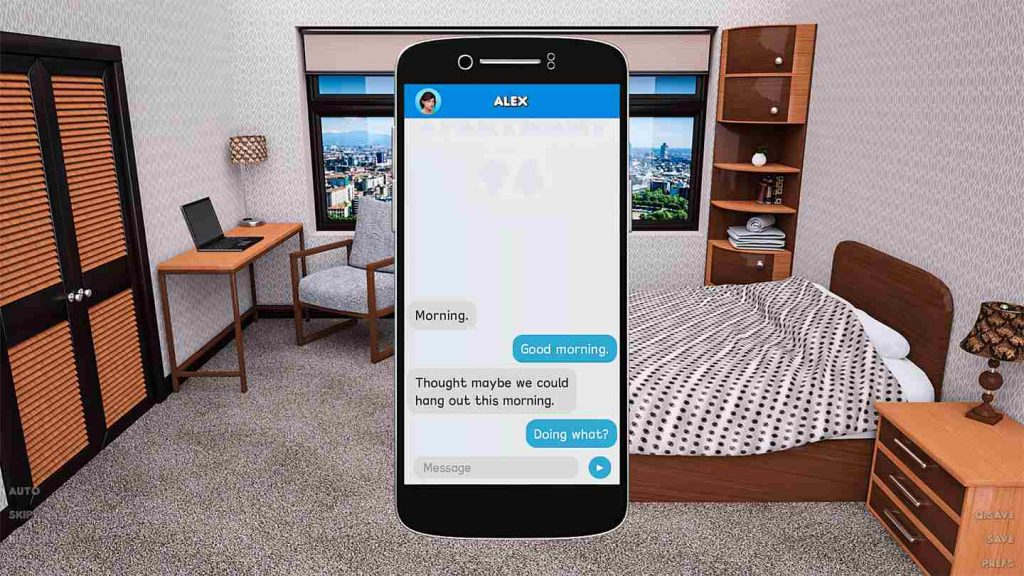 ALEX
Morning.
Good morning.
Thought maybe we could
hang out this morning.
Doing what?
Message
AUTO
SKIP
Q.SAVE
SAVE
PREFS